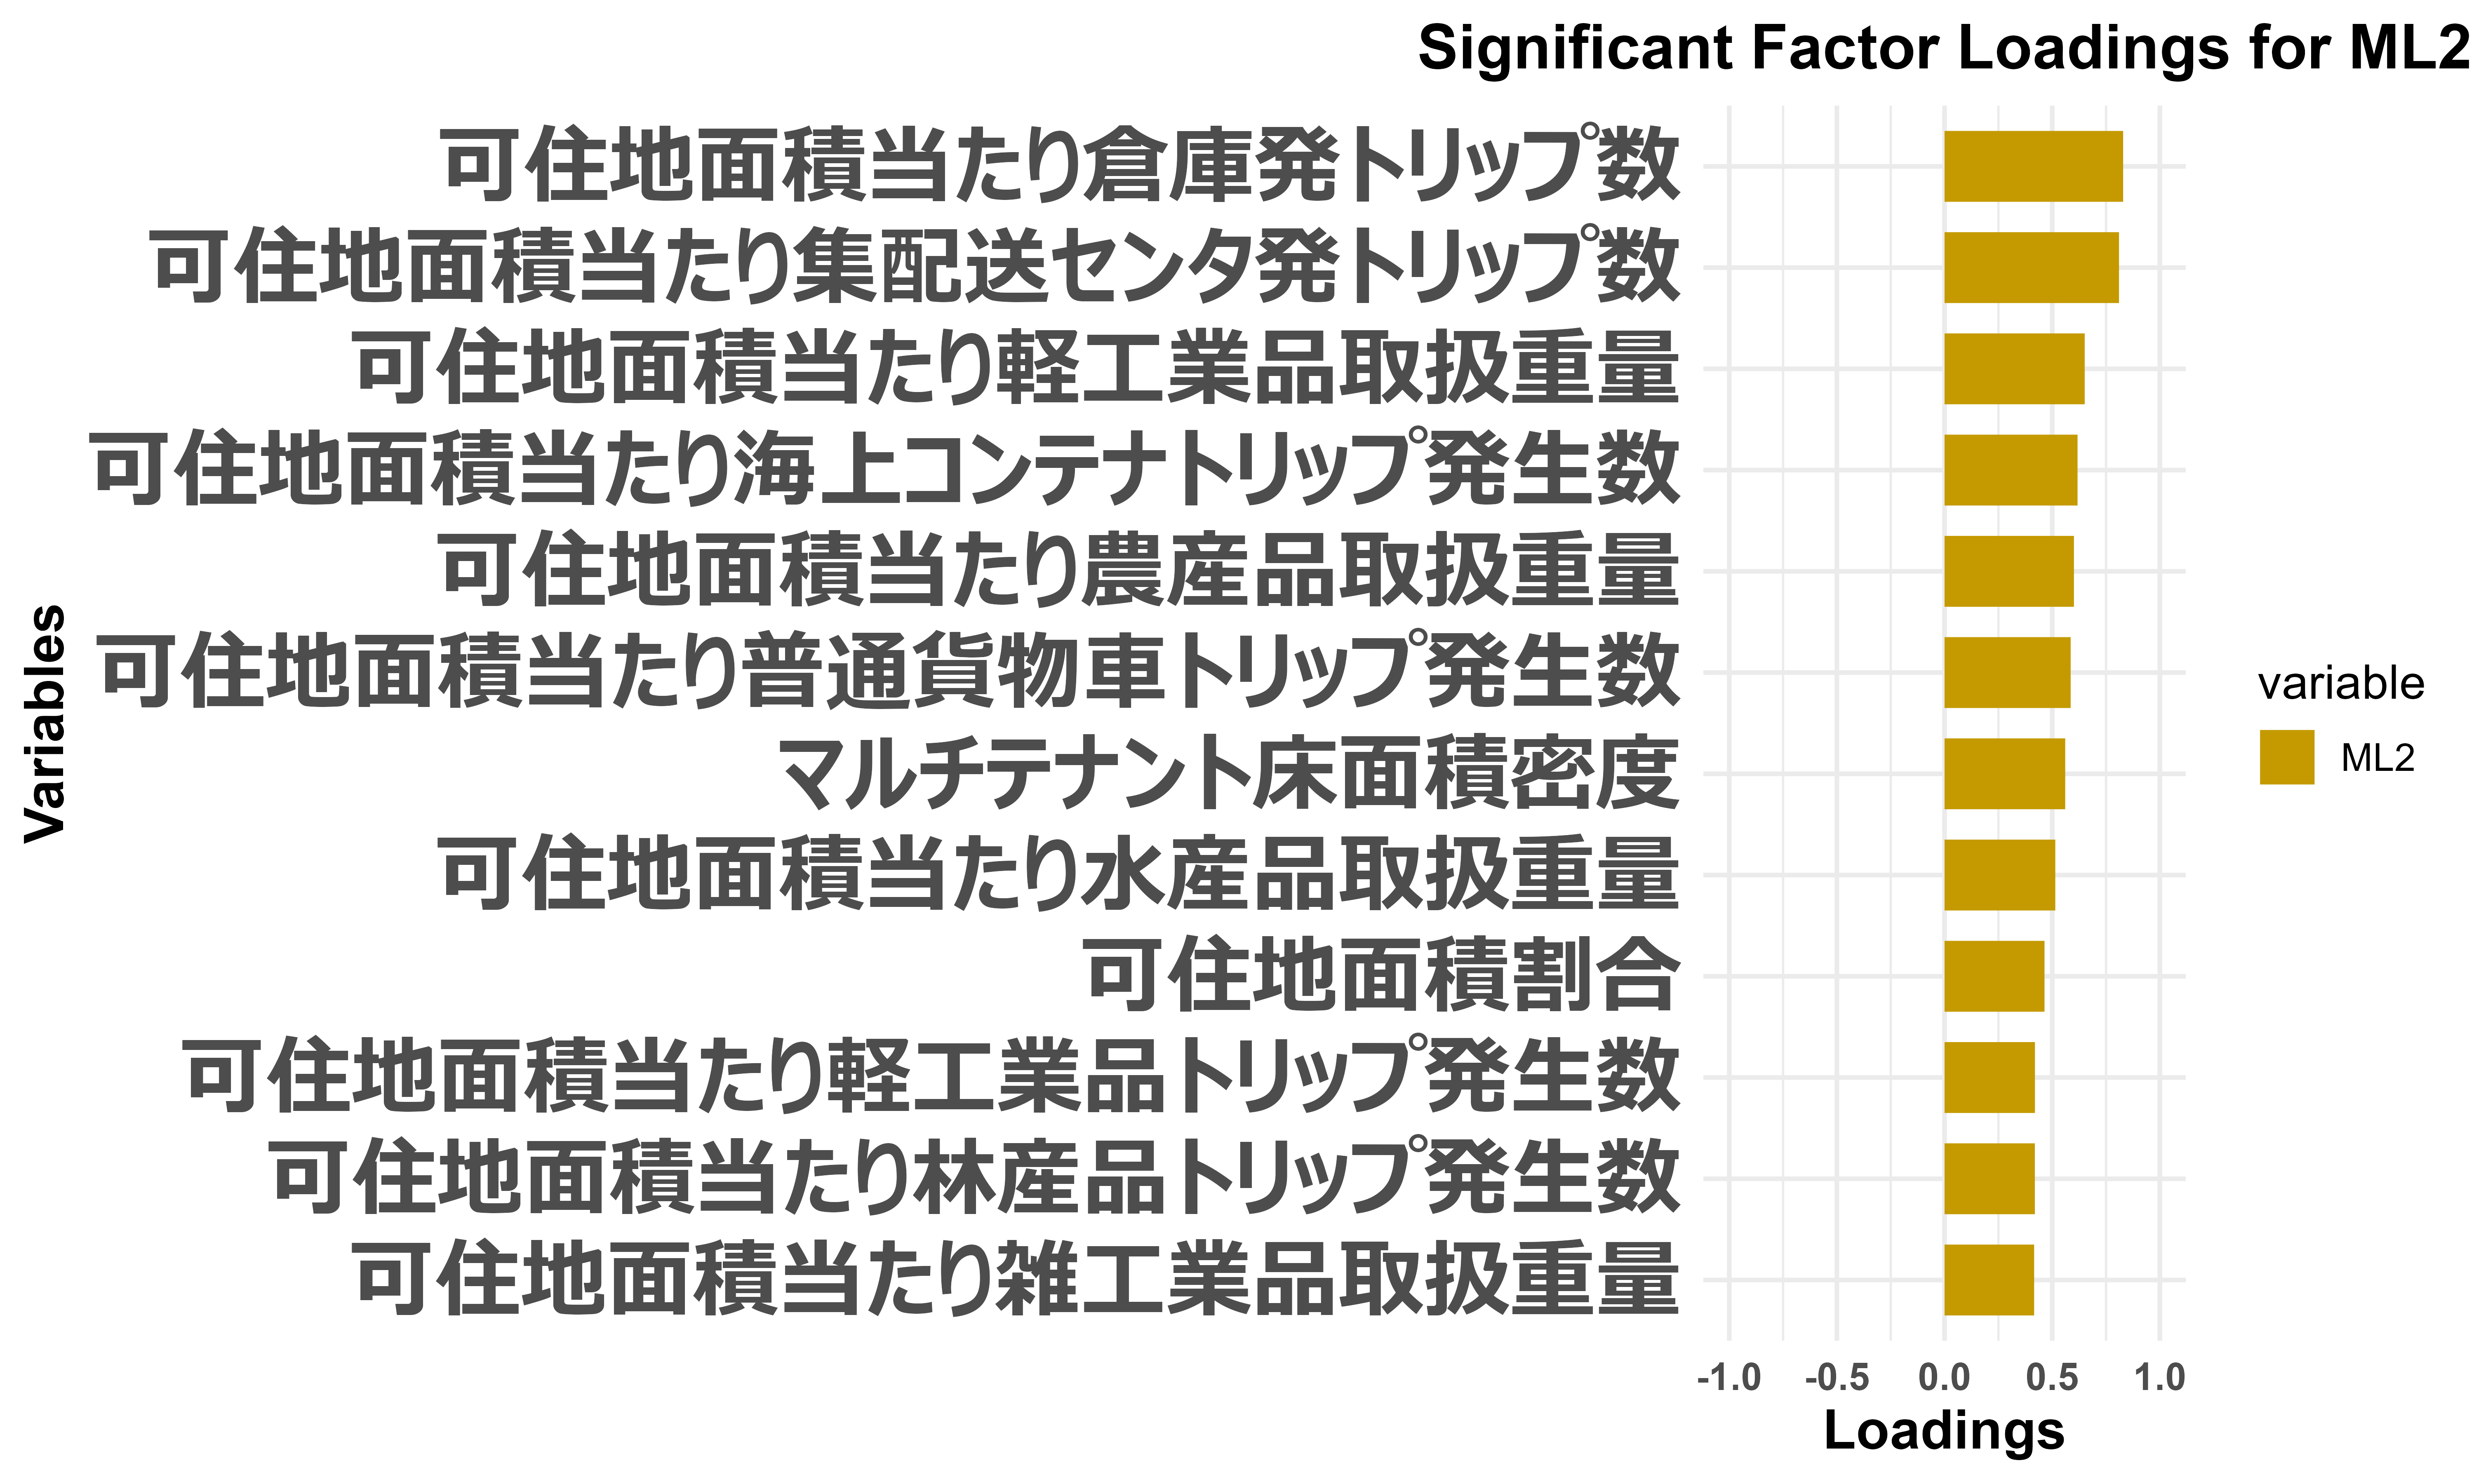 Significant Factor Loadings for ML2
可住地面積当たり倉庫発トリップ数
可住地面積当たり集配送センタ発トリップ数
可住地面積当たり軽工業品取扱重量
可住地面積当たり海上コンテナトリップ発生数
可住地面積当たり農産品取扱重量
可住地面積当たり普通貨物車トリップ発生数
マルチテナント床面積密度
可住地面積当たり水産品取扱重量
可住地面積割合
可住地面積当たり軽工業品トリップ発生数
可住地面積当たり林産品トリップ発生数
可住地面積当たり雑工業品取扱重量
Variables
-1.0 -0.5 0.0 0.5 1.0
Loadings
variable
ML2